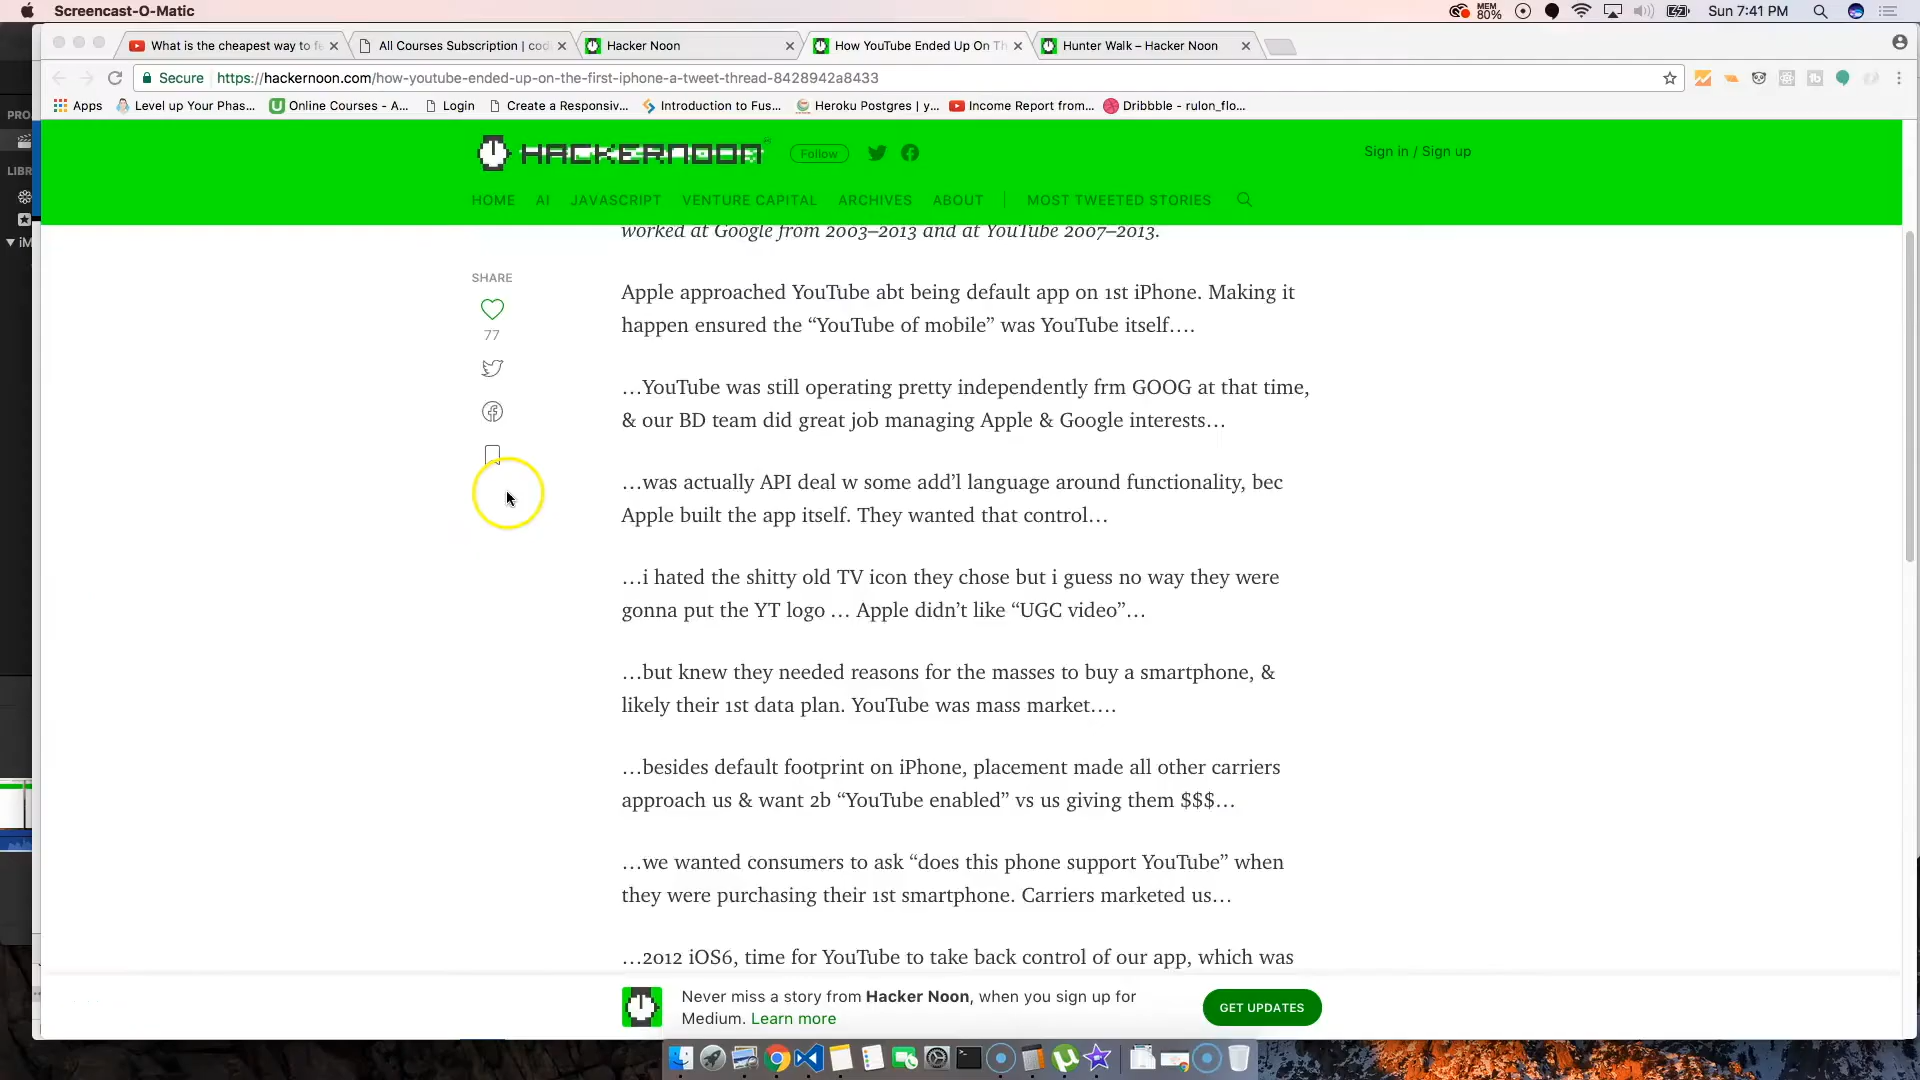 Screencast-O-Matic
MEM
80%
Sun 7:41 PM
What is the cheapest way to fe
All Courses Subscription | codi
Hacker Noon
How YouTube Ended Up On Th
Hunter Walk – Hacker Noon
Secure
https://hackernoon.com/how-youtube-ended-up-on-the-first-iphone-a-tweet-thread-8428942a8433
Apps
Level up Your Phas...
Online Courses - A...
Login
Create a Responsiv...
Introduction to Fus...
Heroku Postgres | y...
Income Report from...
Dribbble - rulon_flo...
HACKERNOON
Follow
Sign in / Sign up
HOME
AI
JAVASCRIPT
VENTURE CAPITAL
ARCHIVES
ABOUT
MOST TWEETED STORIES
PRO
LIBR
iM
worked at Google from 2003–2013 and at YouTube 2007–2013.
SHARE
77
Apple approached YouTube abt being default app on 1st iPhone. Making it
happen ensured the “YouTube of mobile” was YouTube itself….
…YouTube was still operating pretty independently frm GOOG at that time,
& our BD team did great job managing Apple & Google interests…
…was actually API deal w some add’l language around functionality, bec
Apple built the app itself. They wanted that control…
…i hated the shitty old TV icon they chose but i guess no way they were
gonna put the YT logo … Apple didn’t like “UGC video”…
…but knew they needed reasons for the masses to buy a smartphone, &
likely their 1st data plan. YouTube was mass market….
…besides default footprint on iPhone, placement made all other carriers
approach us & want 2b “YouTube enabled” vs us giving them $$$…
…we wanted consumers to ask “does this phone support YouTube” when
they were purchasing their 1st smartphone. Carriers marketed us…
…2012 iOS6, time for YouTube to take back control of our app, which was
Never miss a story from Hacker Noon, when you sign up for
Medium. Learn more
GET UPDATES